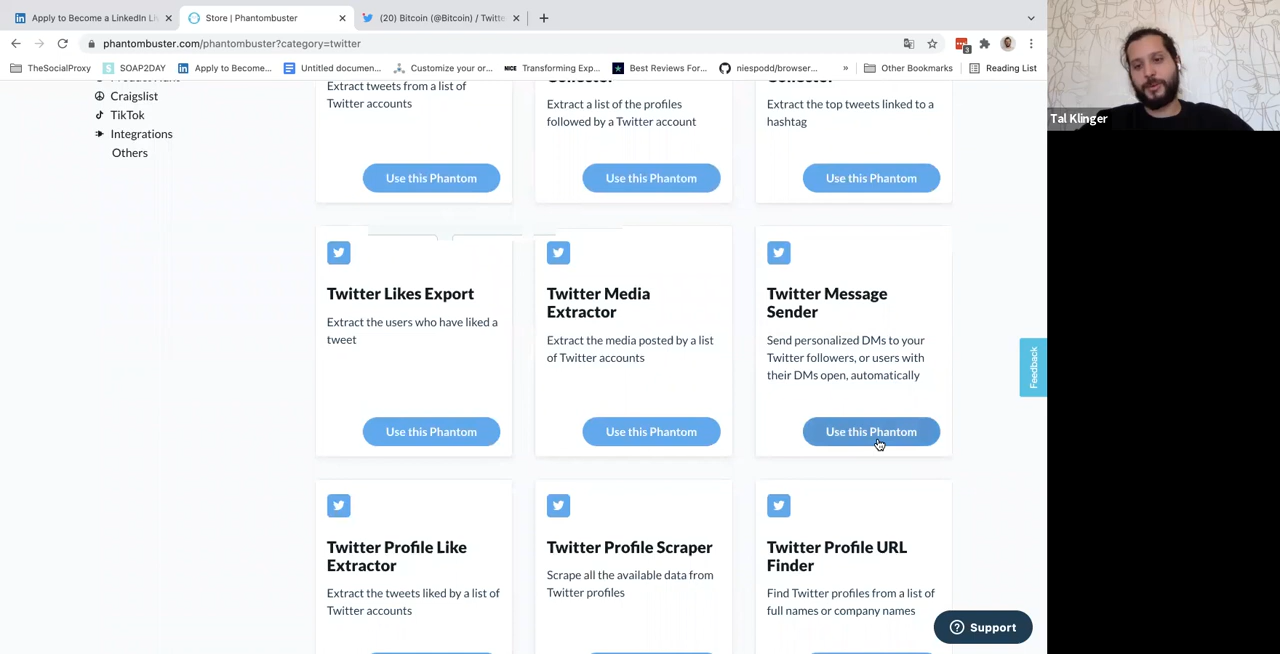 Apply to Become a LinkedIn Li
Store | Phantombuster
(20) Bitcoin (@Bitcoin) / Twitte
phantombuster.com/phantombuster?category=twitter
3
TheSocialProxy
SOAP2DAY
Apply to Become...
Untitled documen...
Customize your or...
NICE
Transforming Exp...
Best Reviews For...
niespodd/browser...
»
Other Bookmarks
Reading List
Craigslist
TikTok
Integrations
Others
Extract tweets from a list of
Twitter accounts
Use this Phantom
Collector
Extract a list of the profiles
followed by a Twitter account
Use this Phantom
Collector
Extract the top tweets linked to a
hashtag
Use this Phantom
Twitter Likes Export
Extract the users who have liked a
tweet
Use this Phantom
Twitter Media
Extractor
Extract the media posted by a list
of Twitter accounts
Use this Phantom
Twitter Message
Sender
Send personalized DMs to your
Twitter followers, or users with
their DMs open, automatically
Use this Phantom
Twitter Profile Like
Extractor
Extract the tweets liked by a list of
Twitter accounts
Twitter Profile Scraper
Scrape all the available data from
Twitter profiles
Twitter Profile URL
Finder
Find Twitter profiles from a list of
full names or company names
Feedback
Support
Tal Klinger